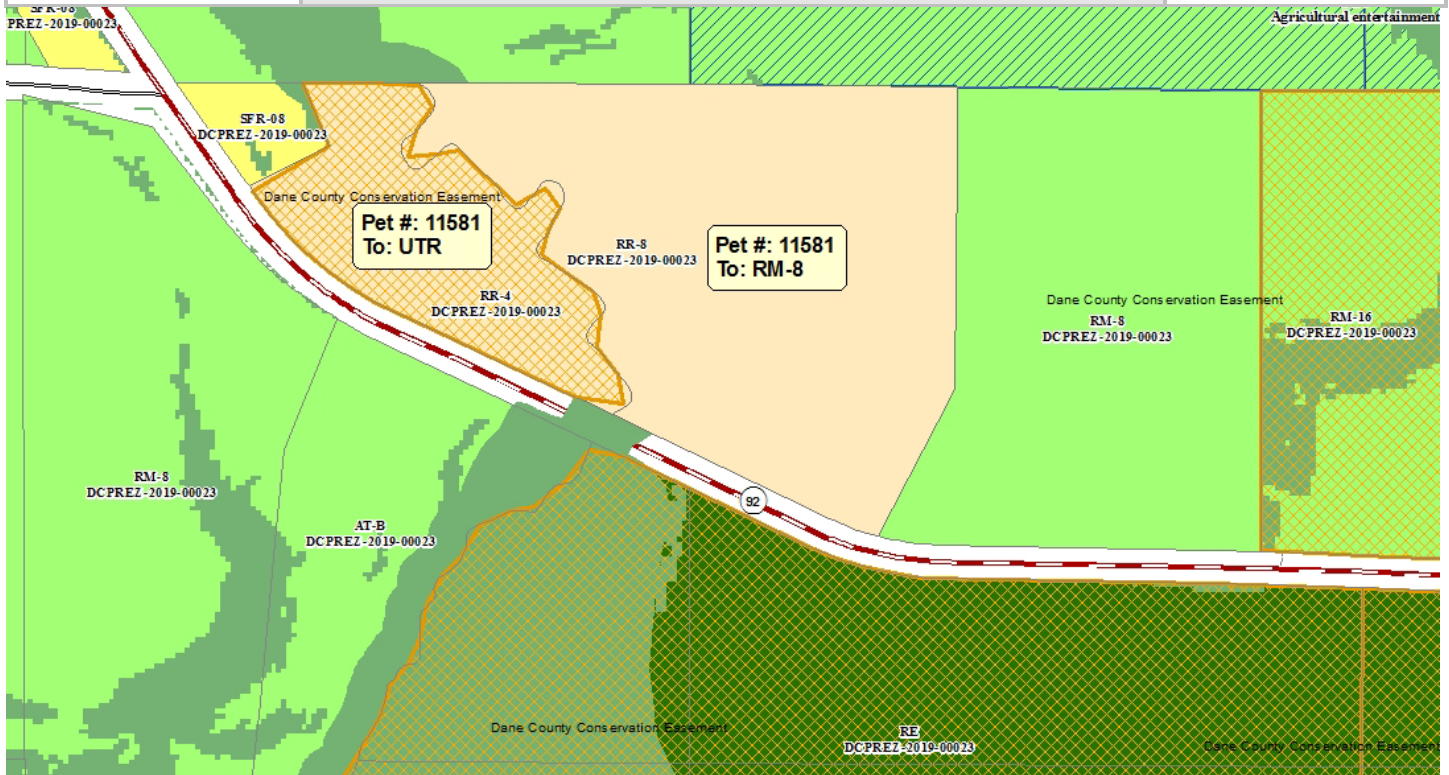 SFR-08
PREZ-2019-00023
Agricultural entertainment
SFR-08
DCPREZ-2019-00023
Dane County Conservation Easement
Pet #: 11581
To: UTR
RR-8
DCPREZ-2019-00023
Pet #: 11581
To: RM-8
RR-4
DCPREZ-2019-00023
Dane County Conservation Easement
RM-8
DCPREZ-2019-00023
RM-16
DCPREZ-2019-00023
RM-8
DCPREZ-2019-00023
92
AT-B
DCPREZ-2019-00023
Dane County Conservation Easement
RE
DCPREZ-2019-00023
Dane County Conservation Easement